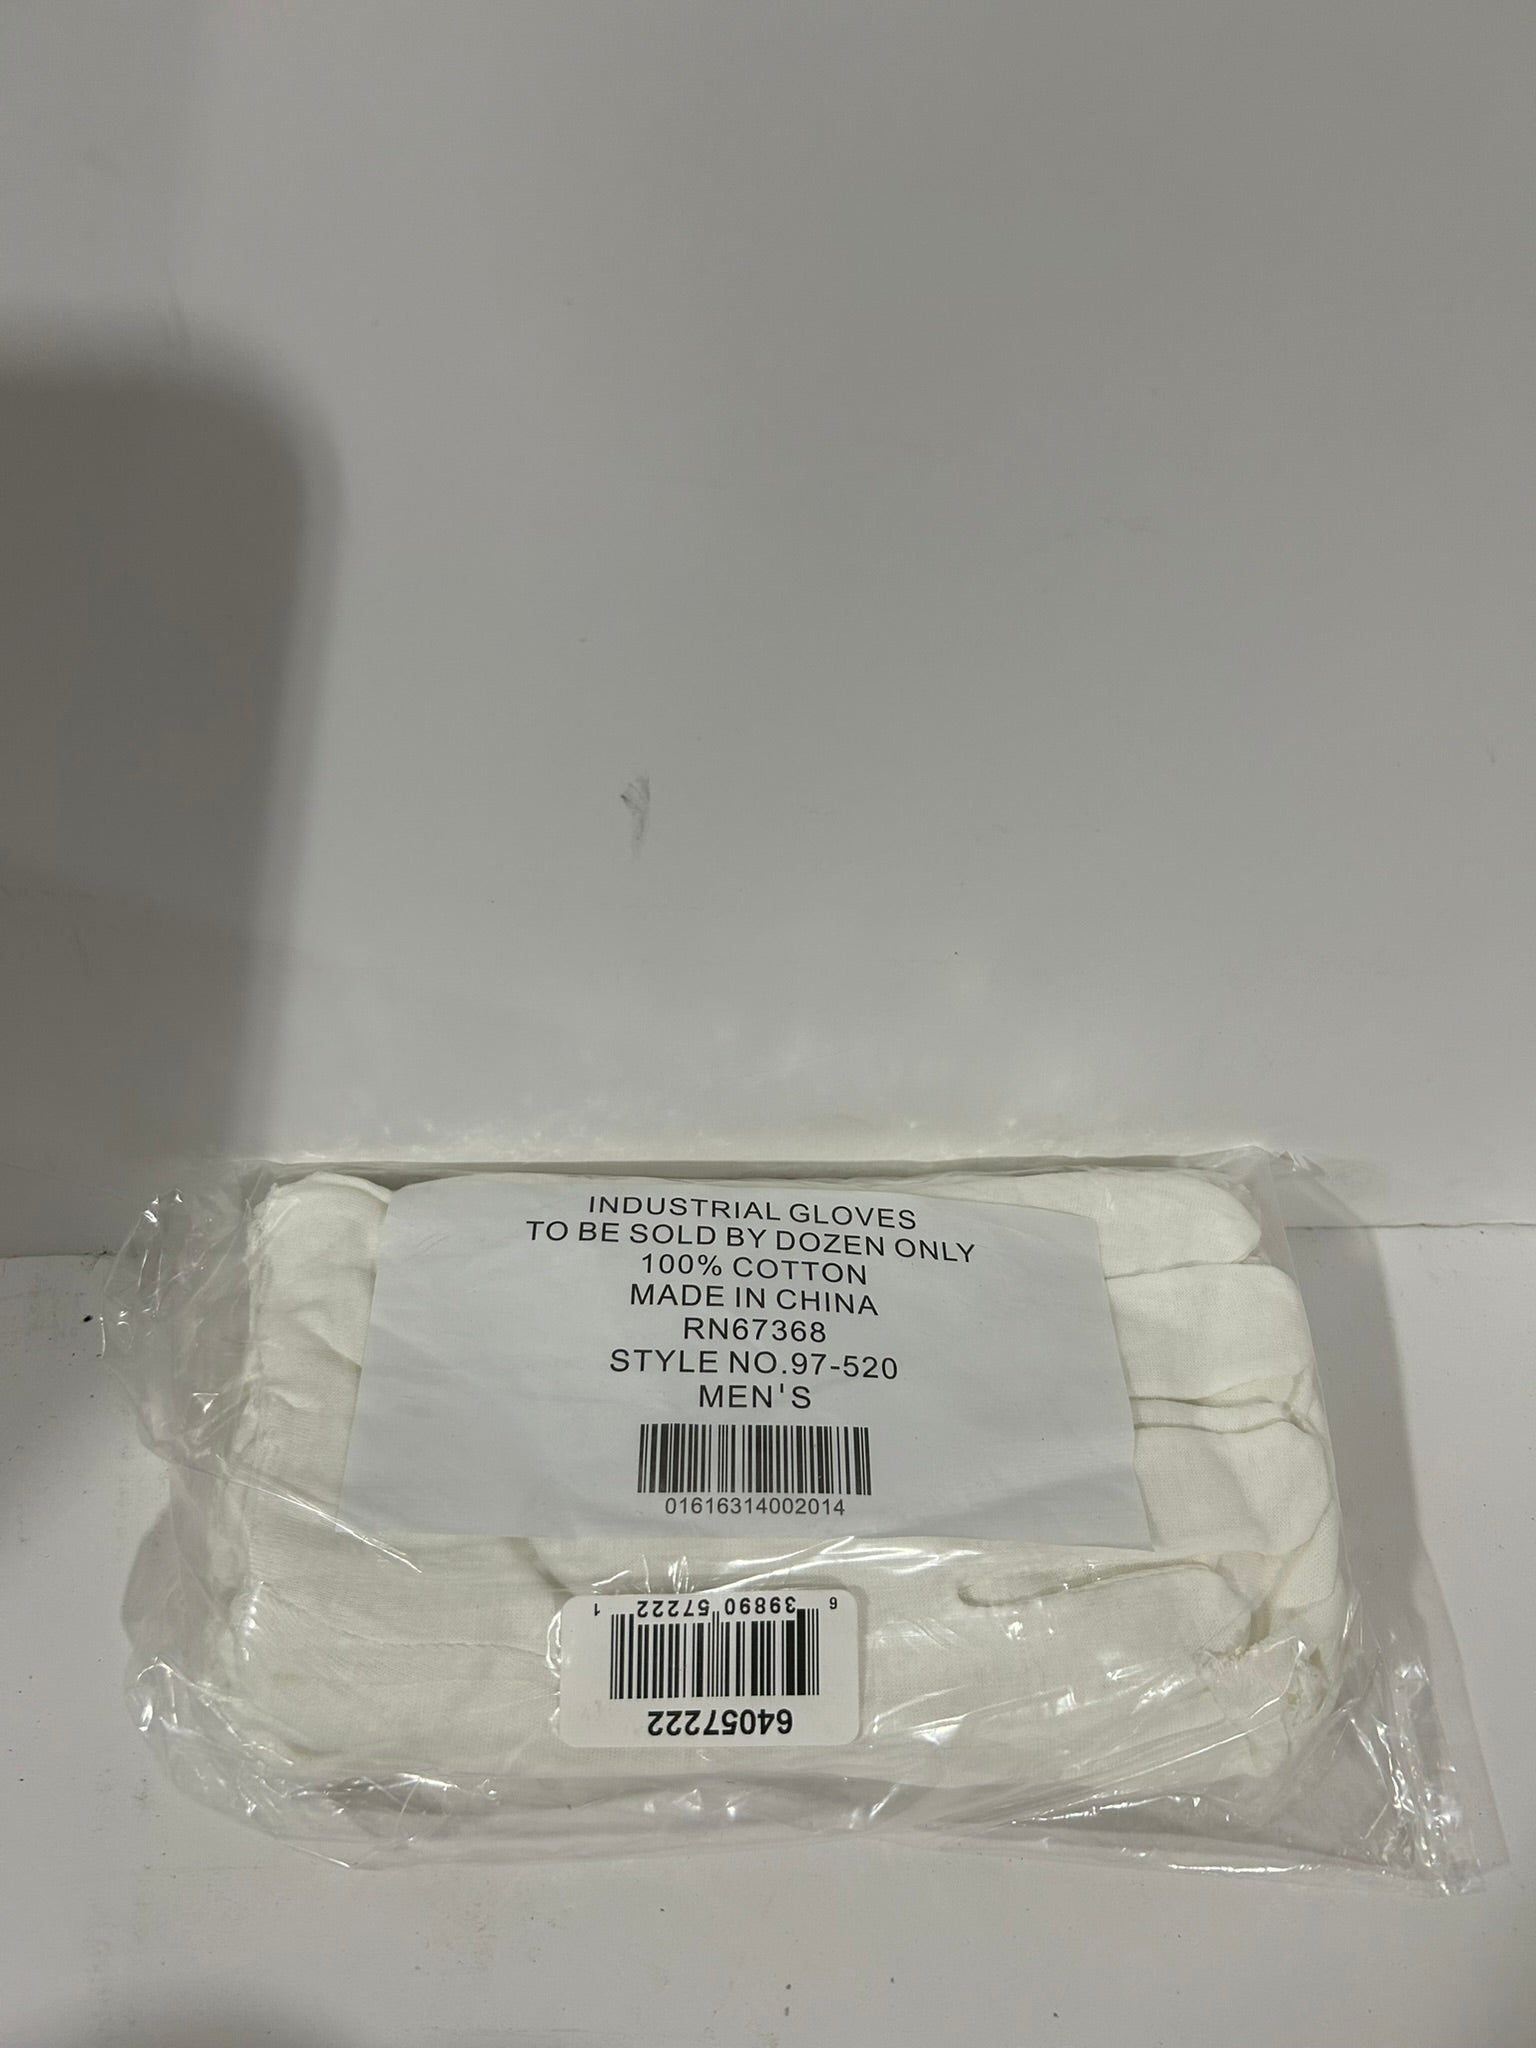 INDUSTRIAL GLOVES
TO BE SOLD BY DOZEN ONLY
100% COTTON
MADE IN CHINA
RN67368
STYLE NO.97-520
MEN'S
01616314002014
6 39890 57222 1
64057222